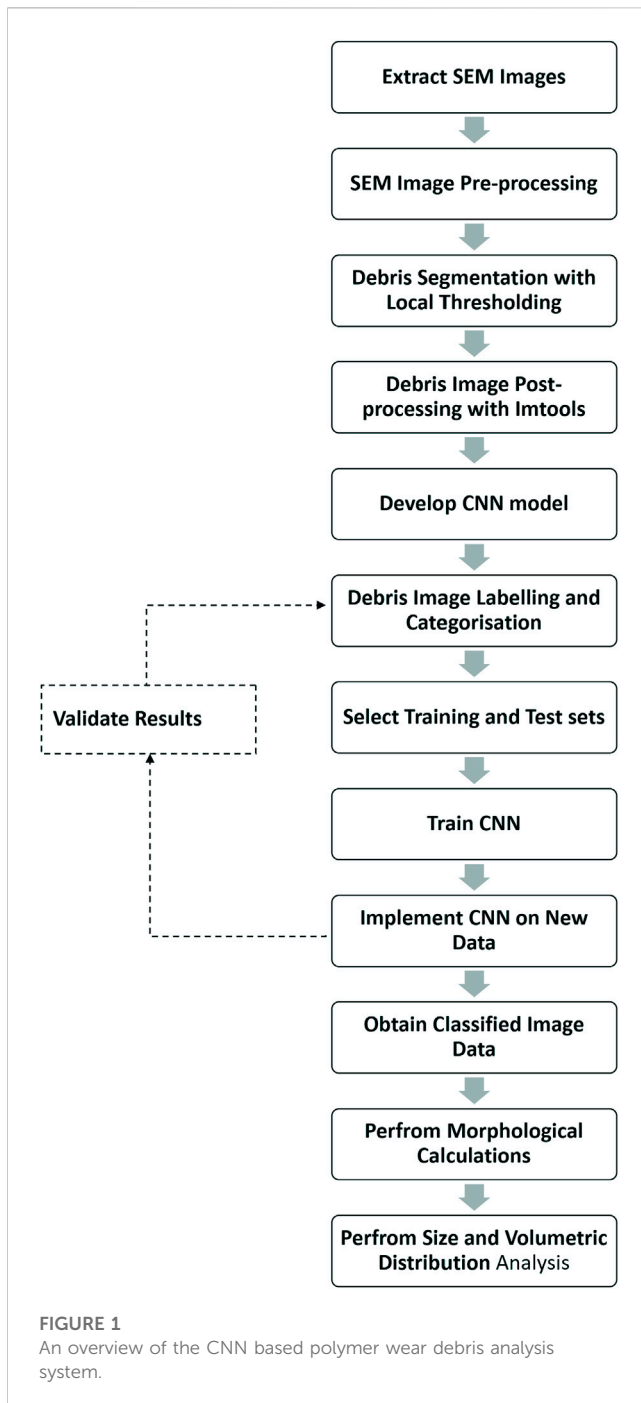 Extract SEM Images
SEM Image Pre-processing
Debris Segmentation with
Local Thresholding
Debris Image Post-
processing with Imtools
Develop CNN model
Debris Image Labelling and
Categorisation
Validate Results
Select Training and Test sets
Train CNN
Implement CNN on New
Data
Obtain Classified Image
Data
Perfrom Morphological
Calculations
Perfrom Size and Volumetric
Distribution Analysis
FIGURE 1
An overview of the CNN based polymer wear debris analysis
system.